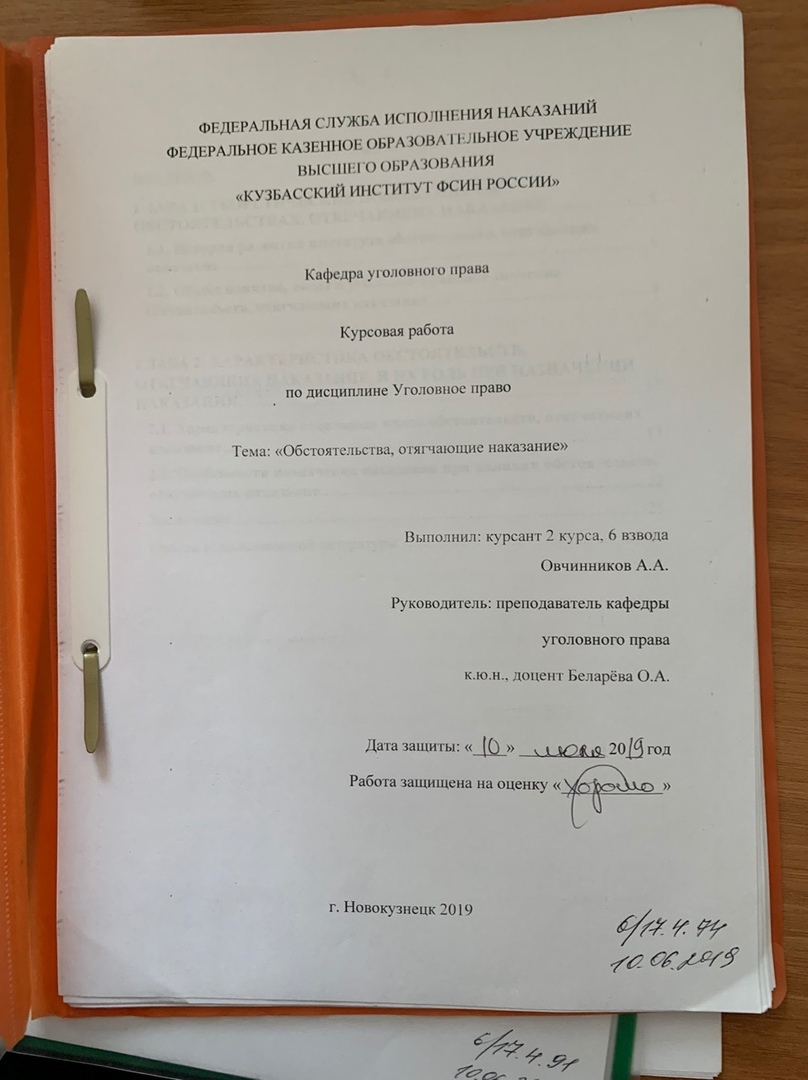 ФЕДЕРАЛЬНАЯ СЛУЖБА ИСПОЛНЕНИЯ НАКАЗАНИЙ
ФЕДЕРАЛЬНОЕ КАЗЕННОЕ ОБРАЗОВАТЕЛЬНОЕ УЧРЕЖДЕНИЕ
ВЫСШЕГО ОБРАЗОВАНИЯ
«КУЗБАССКИЙ ИНСТИТУТ ФСИН РОССИИ»
Кафедра уголовного права
Курсовая работа
по дисциплине Уголовное право
Тема: «Обстоятельства, отягчающие наказание»
Выполнил: курсант 2 курса, 6 взвода
Овчинников А.А.
Руководитель: преподаватель кафедры
уголовного права
к.ю.н., доцент Беларёва О.А.
Дата защиты: «10» 2019 год
Работа защищена на оценку «хорошо»
г. Новокузнецк 2019
6/17.4.74
10.06.2019
6/17.4.91
10.06.20